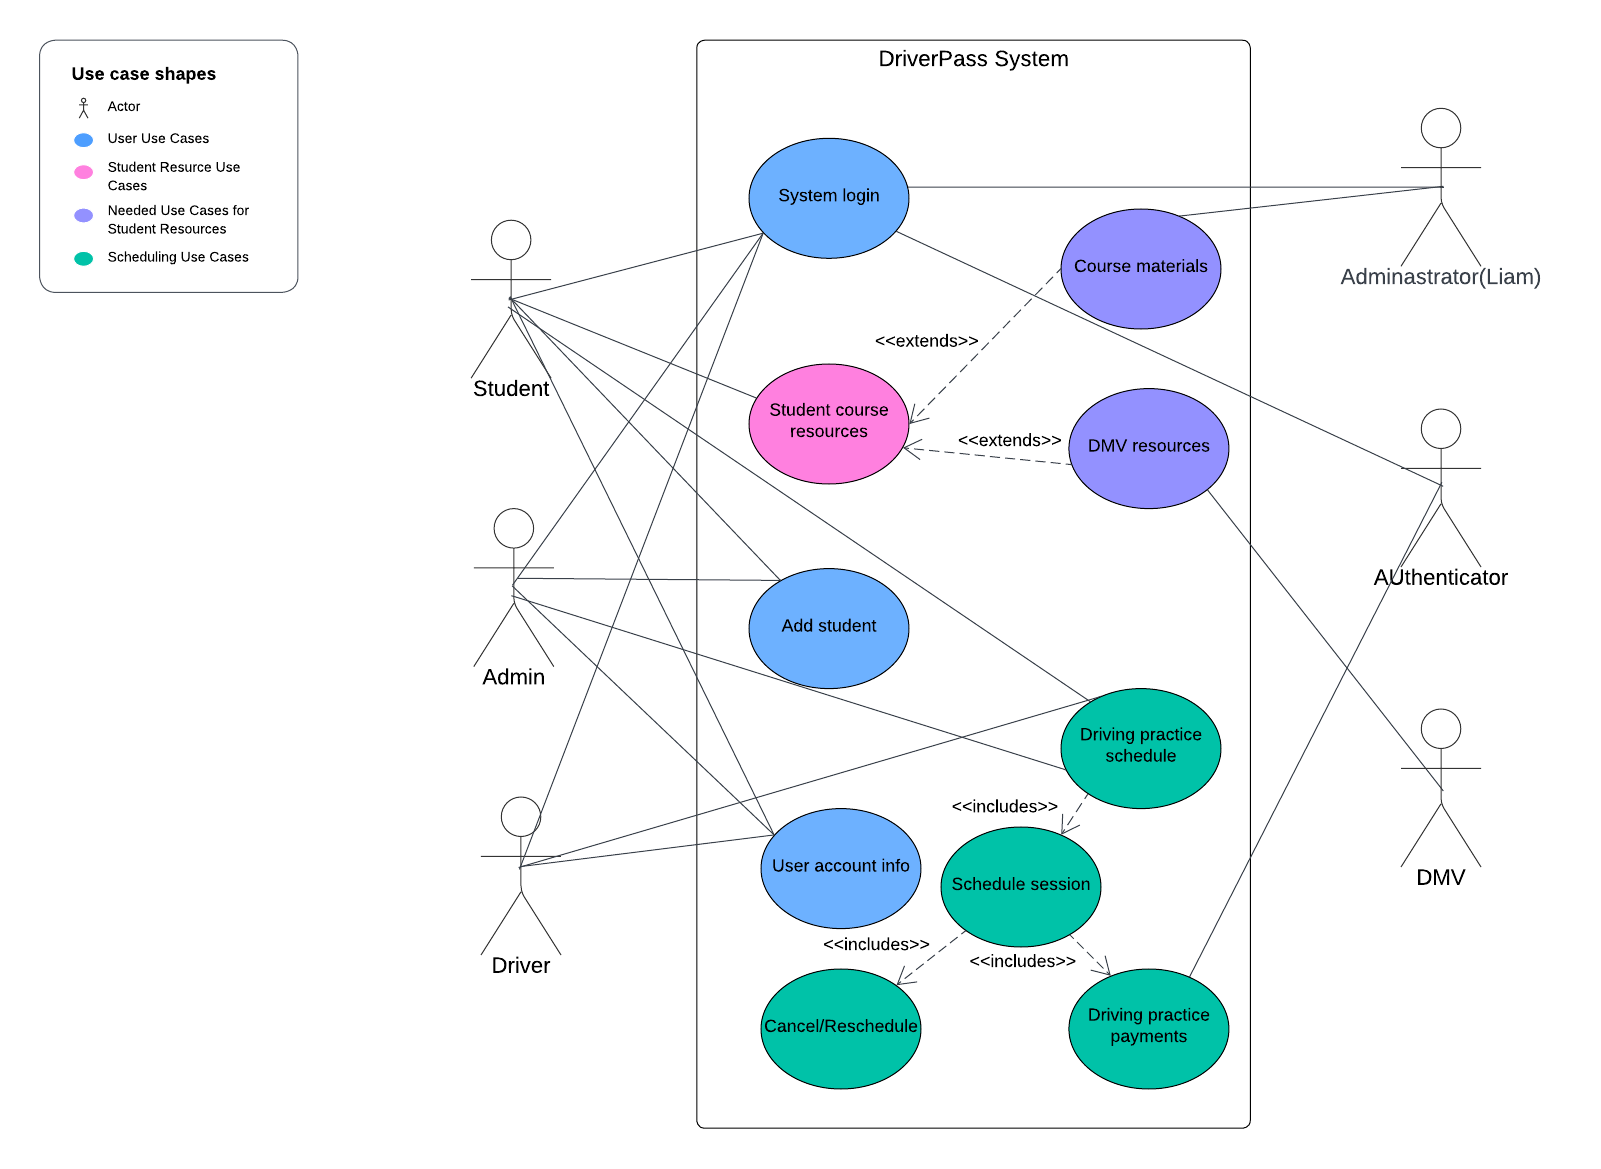 Use case shapes
Actor
User Use Cases
Student Resurce Use
Cases
Needed Use Cases for
Student Resources
Scheduling Use Cases
DriverPass System
System login
Course materials
Adminastrator(Liam)
<<extends>>
Student
Student course
resources
<<extends>>
DMV resources
AUthenticator
Add student
Admin
Driving practice
schedule
<<includes>>
User account info
Schedule session
DMV
<<includes>>
<<includes>>
Driver
Cancel/Reschedule
Driving practice
payments